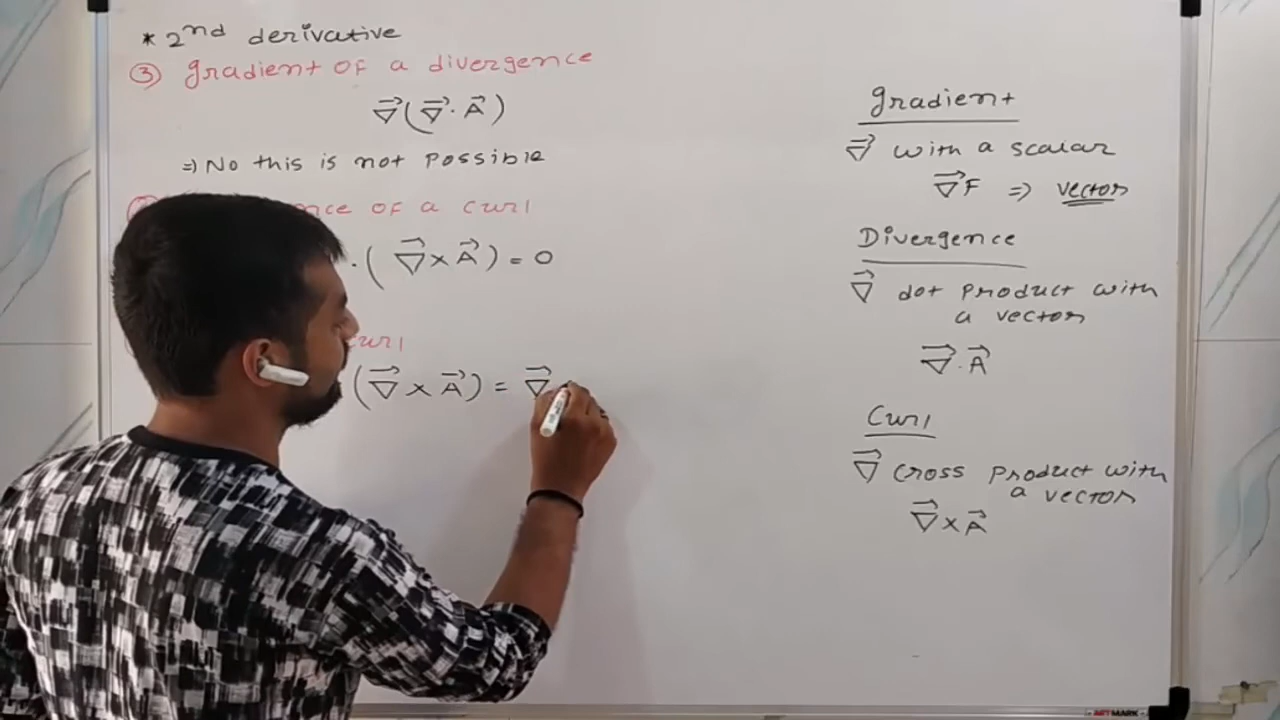 * 2nd derivative
③ gradient of a divergence
∇⃗(∇⃗·A⃗)
⇒ No this is not possible
of a curl
·(∇⃗×A⃗) = 0
curl
(∇⃗×A⃗) = ∇⃗
gradient
∇⃗ with a scalar
∇⃗F ⇒ vector
Divergence
∇⃗ dot product with
a vector
∇⃗·A⃗
Curl
∇⃗ cross product with
a vector
∇⃗×A⃗